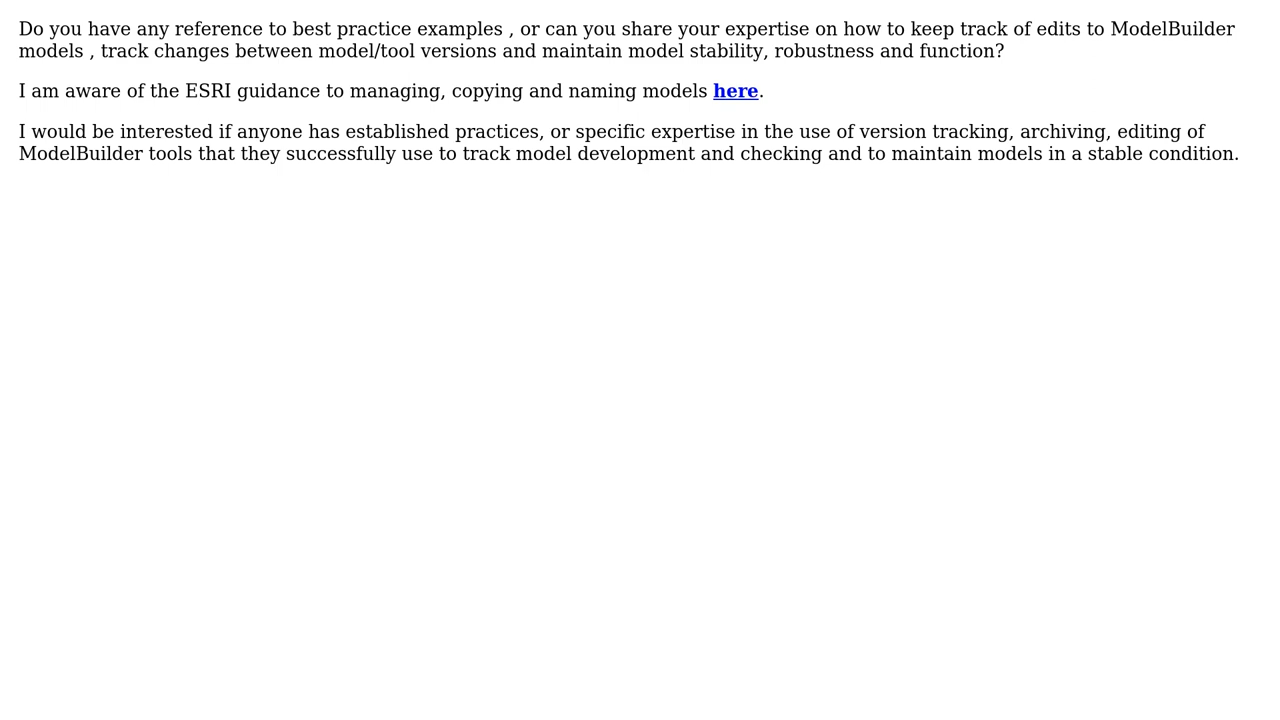 Do you have any reference to best practice examples , or can you share your expertise on how to keep track of edits to ModelBuilder
models , track changes between model/tool versions and maintain model stability, robustness and function?
I am aware of the ESRI guidance to managing, copying and naming models here.
I would be interested if anyone has established practices, or specific expertise in the use of version tracking, archiving, editing of
ModelBuilder tools that they successfully use to track model development and checking and to maintain models in a stable condition.